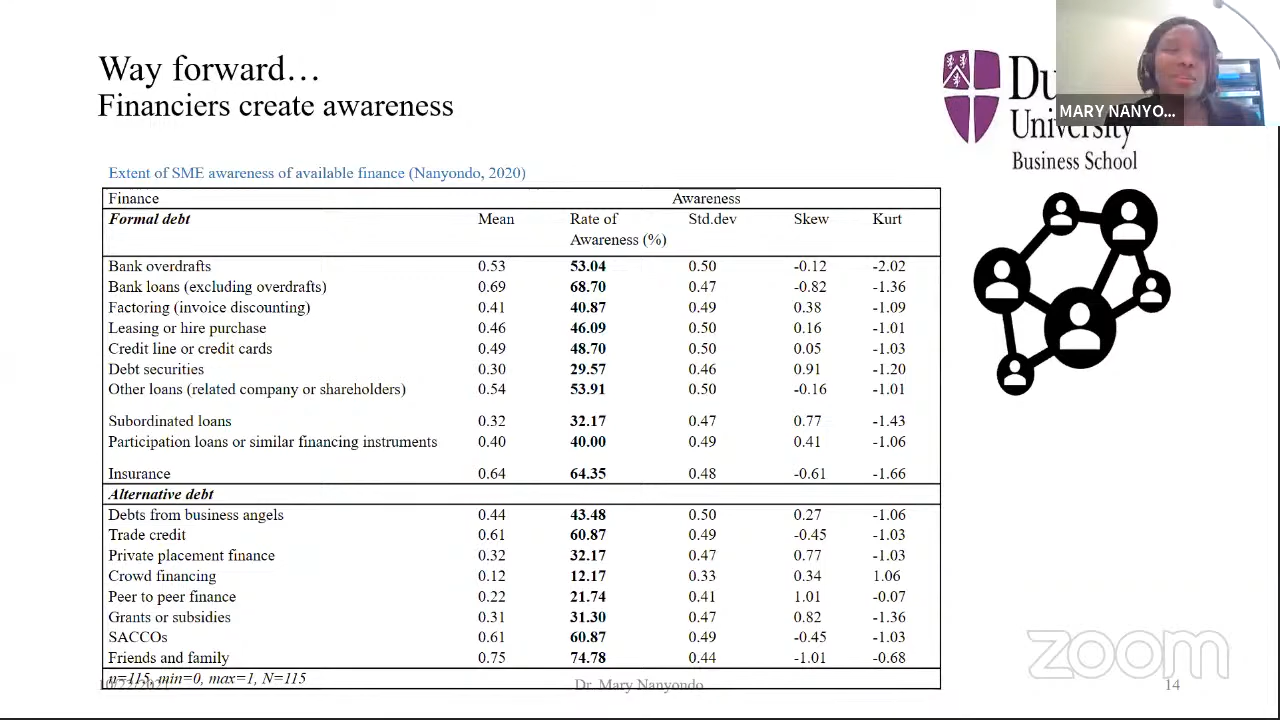 Way forward…
Financiers create awareness
Du
University
Business School
MARY NANYO...
Extent of SME awareness of available finance (Nanyondo, 2020)
Finance Awareness
Formal debt Mean Rate of Awareness (%) Std.dev Skew Kurt
Bank overdrafts 0.53 53.04 0.50 -0.12 -2.02
Bank loans (excluding overdrafts) 0.69 68.70 0.47 -0.82 -1.36
Factoring (invoice discounting) 0.41 40.87 0.49 0.38 -1.09
Leasing or hire purchase 0.46 46.09 0.50 0.16 -1.01
Credit line or credit cards 0.49 48.70 0.50 0.05 -1.03
Debt securities 0.30 29.57 0.46 0.91 -1.20
Other loans (related company or shareholders) 0.54 53.91 0.50 -0.16 -1.01
Subordinated loans 0.32 32.17 0.47 0.77 -1.43
Participation loans or similar financing instruments 0.40 40.00 0.49 0.41 -1.06
Insurance 0.64 64.35 0.48 -0.61 -1.66
Alternative debt
Debts from business angels 0.44 43.48 0.50 0.27 -1.06
Trade credit 0.61 60.87 0.49 -0.45 -1.03
Private placement finance 0.32 32.17 0.47 0.77 -1.03
Crowd financing 0.12 12.17 0.33 0.34 1.06
Peer to peer finance 0.22 21.74 0.41 1.01 -0.07
Grants or subsidies 0.31 31.30 0.47 0.82 -1.36
SACCOs 0.61 60.87 0.49 -0.45 -1.03
Friends and family 0.75 74.78 0.44 -1.01 -0.68
n=115, min=0, max=1, N=115
Dr. Mary Nanyondo
14
zoom